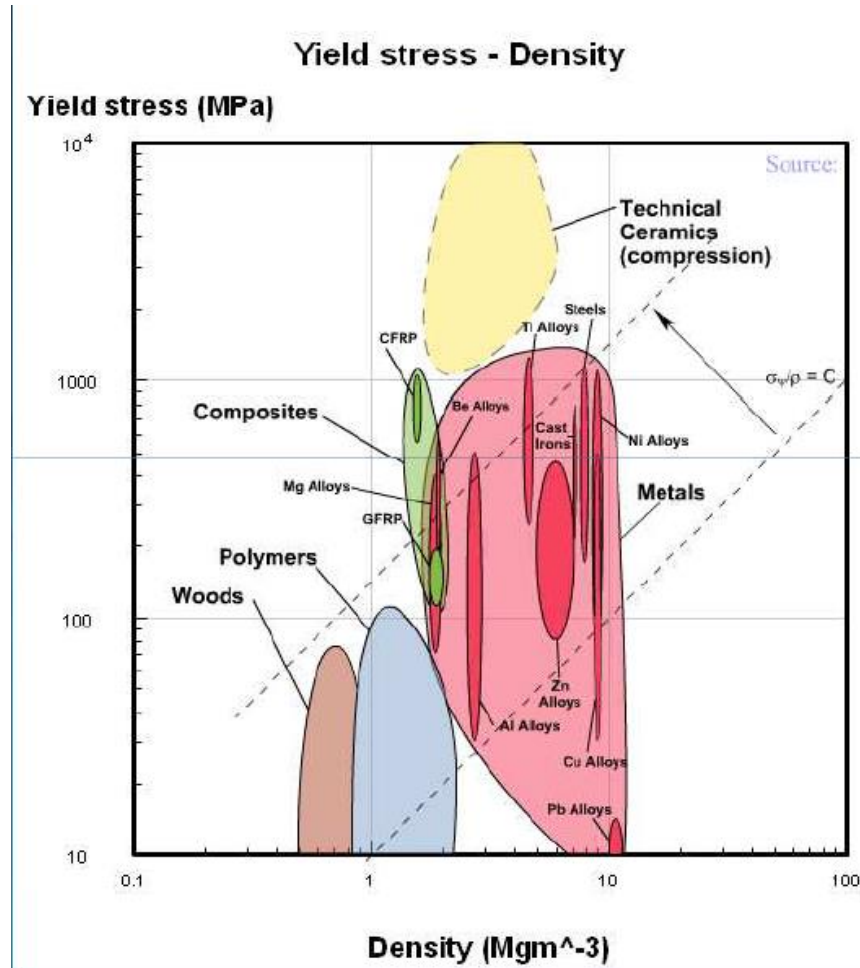 Yield stress - Density
Yield stress (MPa)
10^4
Source:
Technical
Ceramics
(compression)
Steels
Ti Alloys
CFRP
1000
σ_Y/ρ = C
Composites
Be Alloys
Cast
Irons
Ni Alloys
Mg Alloys
Metals
GFRP
Polymers
Woods
100
Zn
Alloys
Al Alloys
Cu Alloys
Pb Alloys
10
0.1
1
10
100
Density (Mgm^-3)